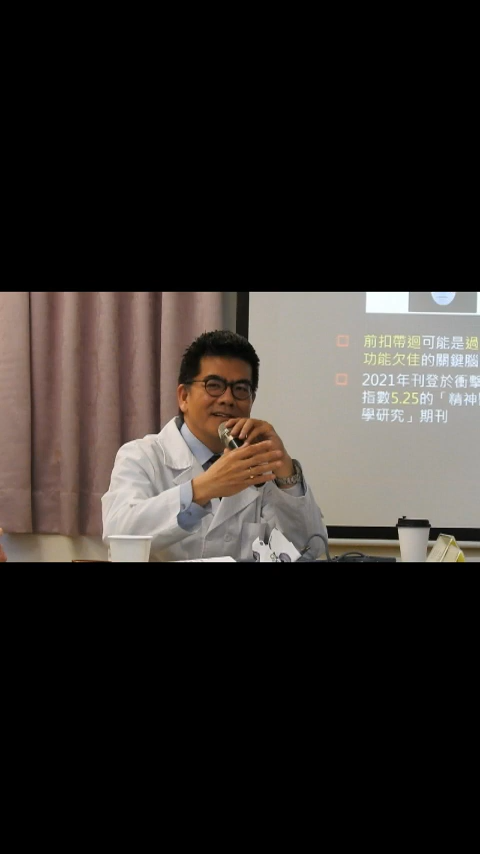 前扣帶迴可能是過
功能欠佳的關鍵腦
2021年刊登於衝擊
指數5.25的「精神
學研究」期刊